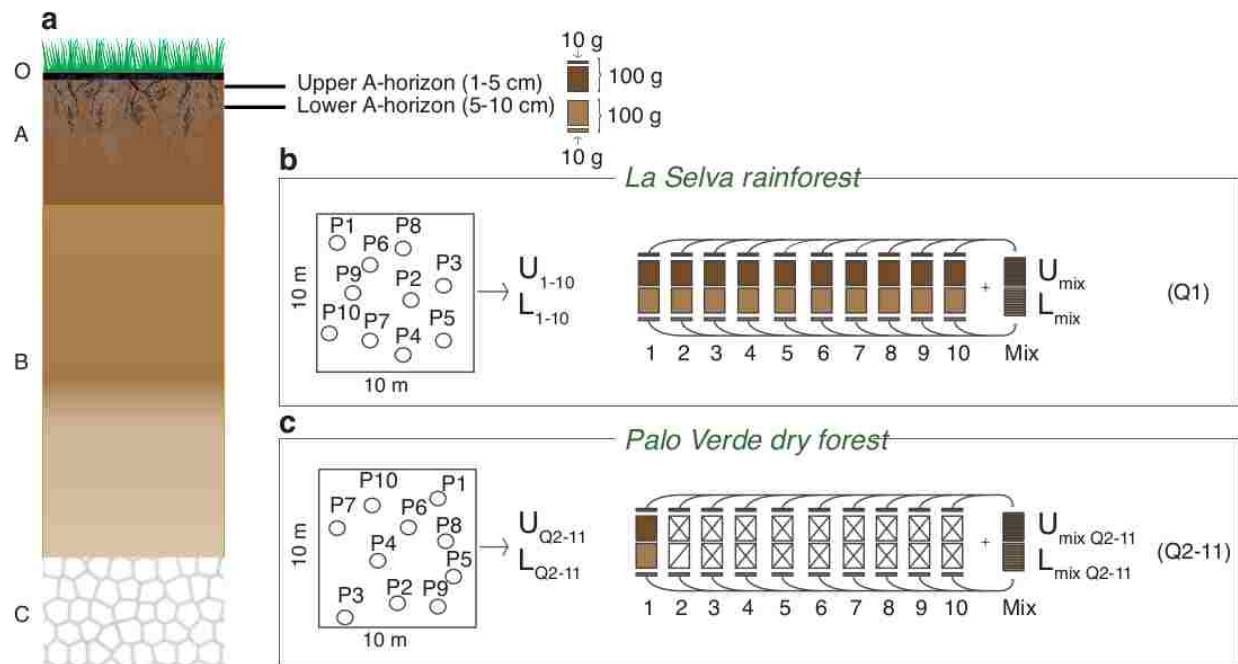 a
O
A
B
C
Upper A-horizon (1-5 cm)
Lower A-horizon (5-10 cm)
10 g
100 g
100 g
10 g
b
La Selva rainforest
10 m
10 m
P1
P8
P6
P3
P9
P2
P10
P7
P4
P5
U1-10
L1-10
1 2 3 4 5 6 7 8 9 10 Mix
+
Umix
Lmix
(Q1)
c
Palo Verde dry forest
10 m
10 m
P10
P1
P7
P6
P8
P4
P5
P3
P2
P9
UQ2-11
LQ2-11
1 2 3 4 5 6 7 8 9 10 Mix
+
Umix Q2-11
Lmix Q2-11
(Q2-11)